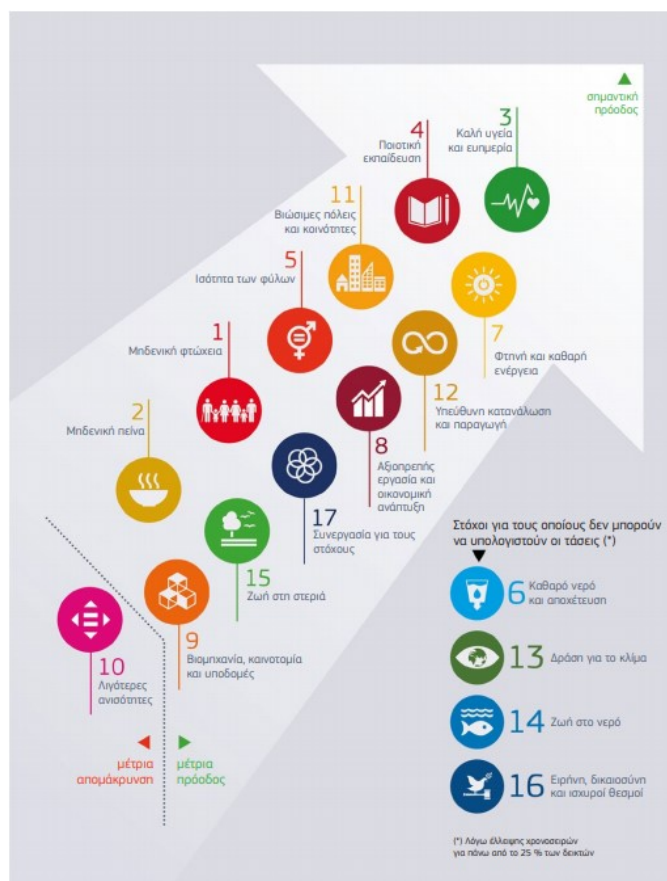 σημαντική
πρόοδος
3
Καλή υγεία
και ευημερία
4
Ποιοτική
εκπαίδευση
11
Βιώσιμες πόλεις
και κοινότητες
5
Ισότητα των φύλων
7
Φτηνή και καθαρή
ενέργεια
1
Μηδενική φτώχεια
12
Υπεύθυνη κατανάλωση
και παραγωγή
2
Μηδενική πείνα
8
Αξιοπρεπής
εργασία και
οικονομική
ανάπτυξη
17
Συνεργασία για τους
στόχους
15
Ζωή στη στεριά
9
Βιομηχανία, καινοτομία
και υποδομές
10
Λιγότερες
ανισότητες
μέτρια
απομάκρυνση
μέτρια
πρόοδος
Στόχοι για τους οποίους δεν μπορούν
να υπολογιστούν οι τάσεις (*)
6 Καθαρό νερό
και αποχέτευση
13 Δράση για το κλίμα
14 Ζωή στο νερό
16 Ειρήνη, δικαιοσύνη
και ισχυροί θεσμοί
(*) Λόγω έλλειψης χρονοσειρών
για πάνω από το 25 % των δεικτών